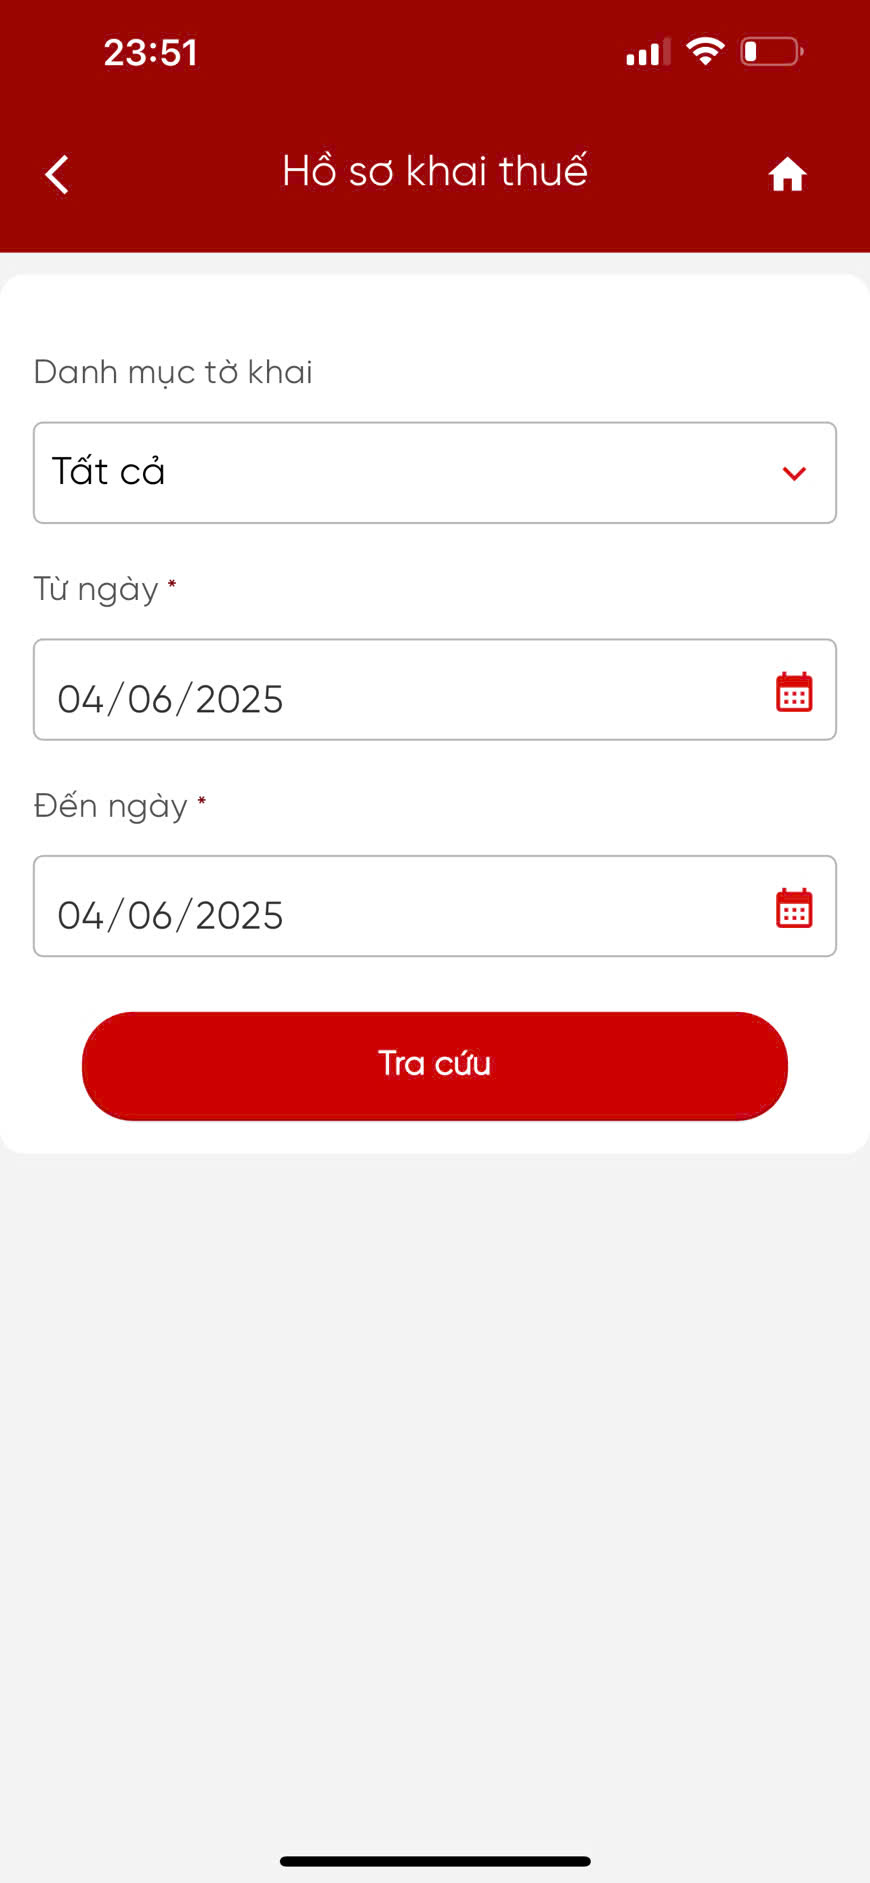 23:51
Hồ sơ khai thuế
Danh mục tờ khai
Tất cả
Từ ngày *
04/06/2025
Đến ngày *
04/06/2025
Tra cứu